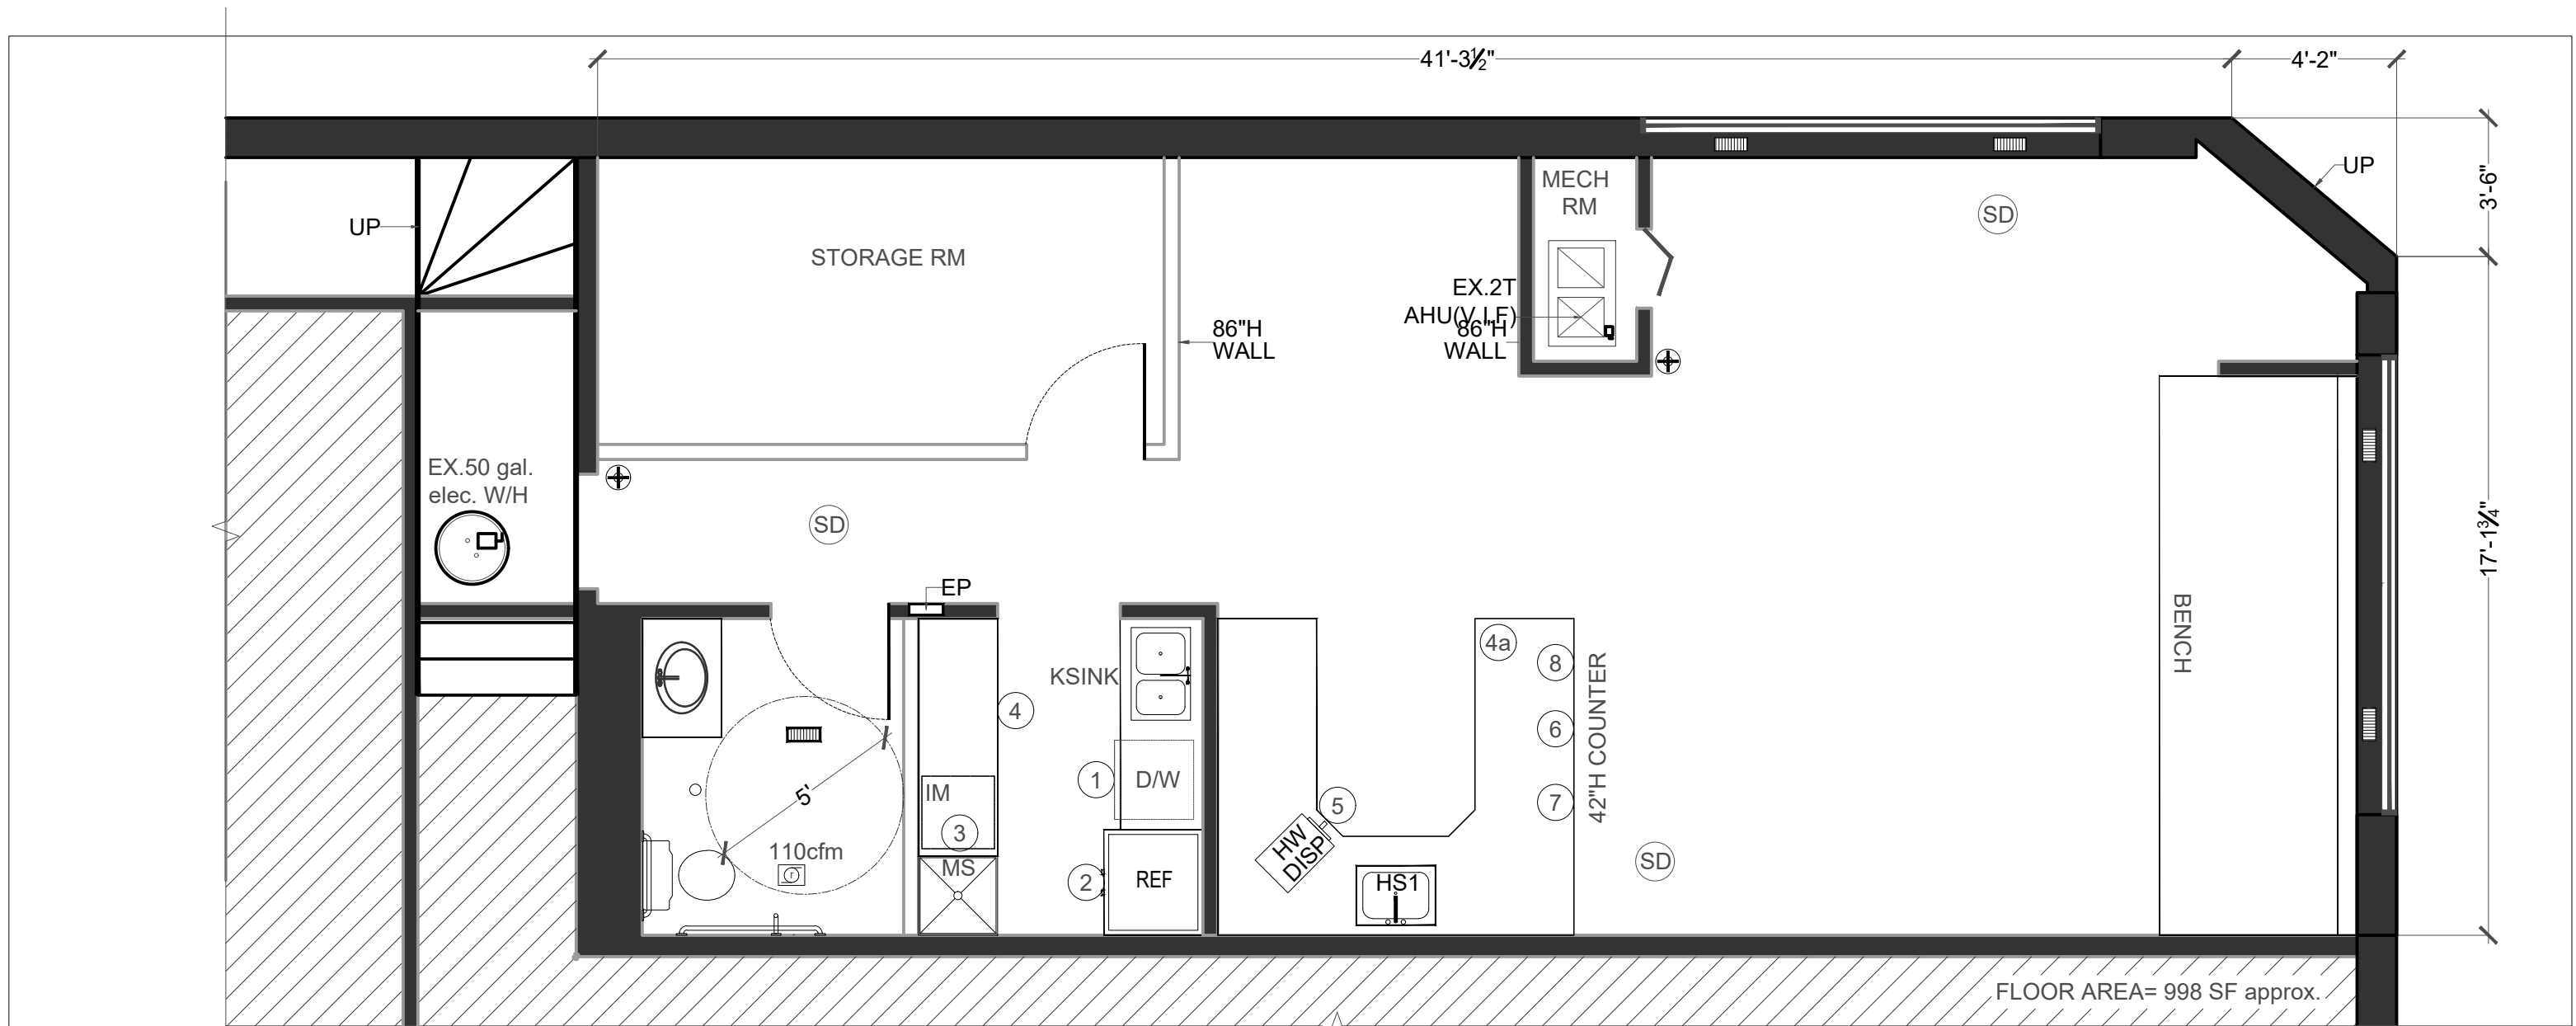 41'-3½"
4'-2"
UP
3'-6"
MECH
RM
SD
UP
STORAGE RM
EX.2T
AHU(V.I.F)
86"H
WALL
86"H
WALL
EX.50 gal.
elec. W/H
SD
17'-1¾"
EP
BENCH
4a
8
KSINK
42"H COUNTER
4
6
1
D/W
5'
IM
7
5
3
HW
DISP
110cfm
SD
MS
2
REF
HS1
r
FLOOR AREA= 998 SF approx.